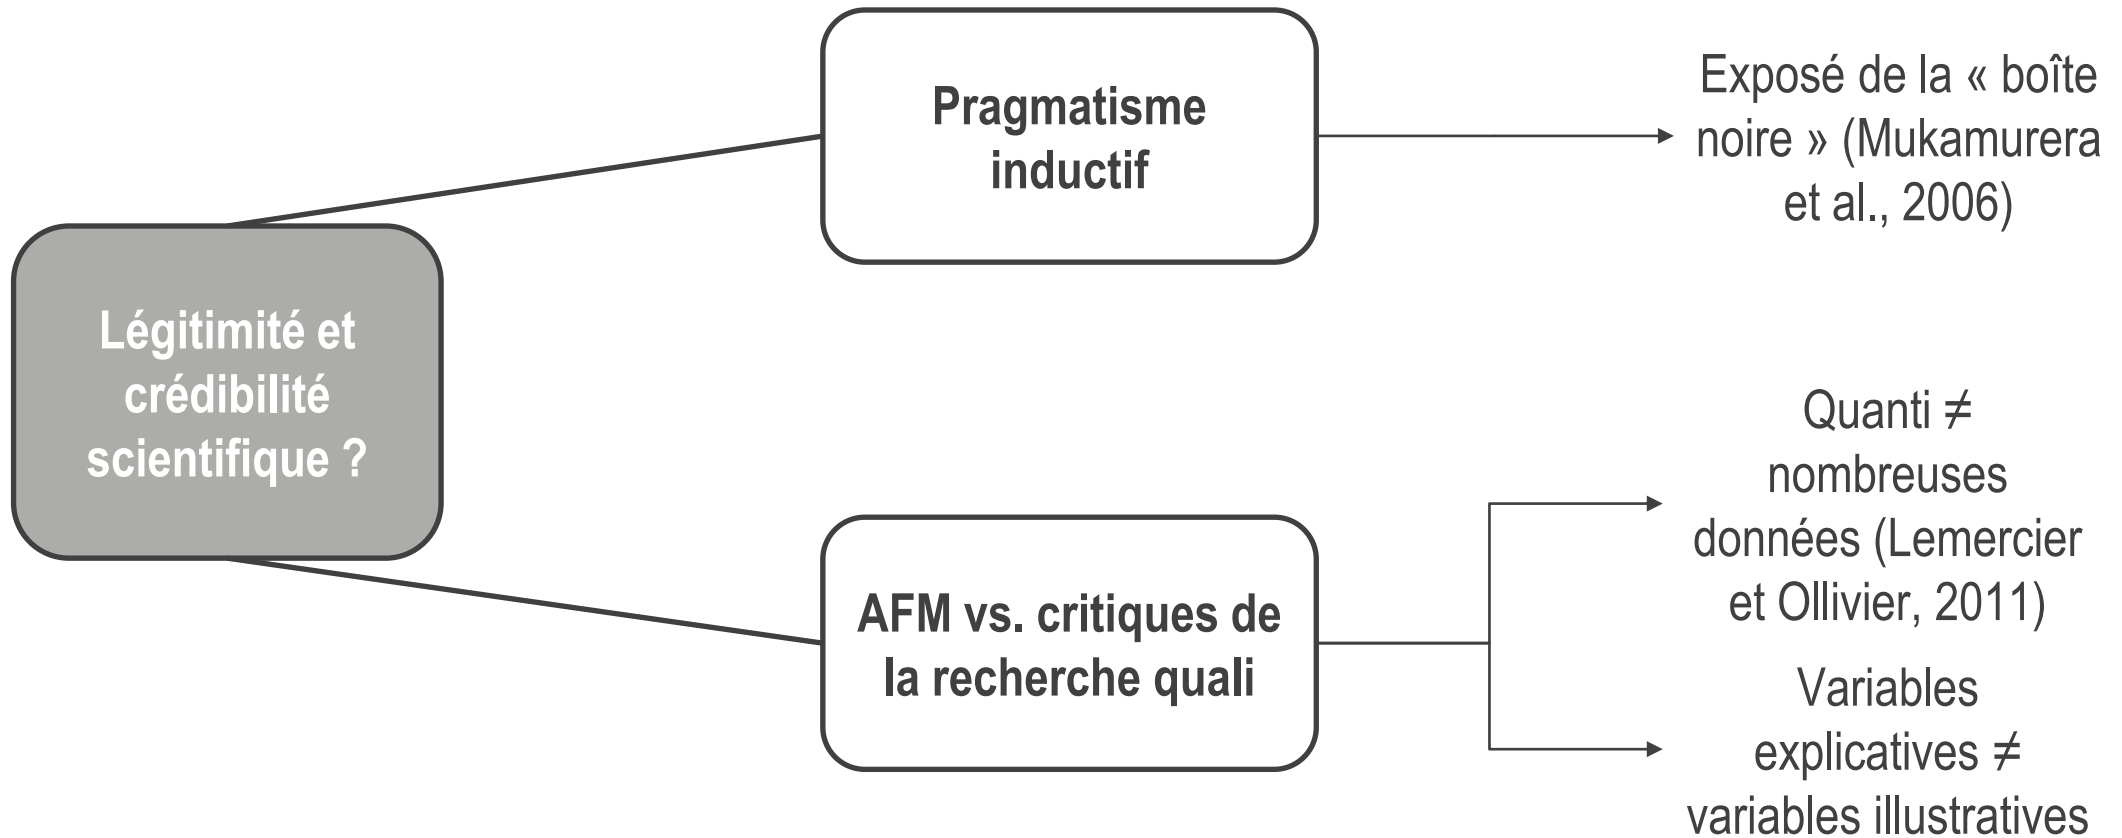 Légitimité et
crédibilité
scientifique ?
Pragmatisme
inductif
Exposé de la « boîte
noire » (Mukamurera
et al., 2006)
AFM vs. critiques de
la recherche quali
Quanti ≠
nombreuses
données (Lemercier
et Ollivier, 2011)
Variables
explicatives ≠
variables illustratives